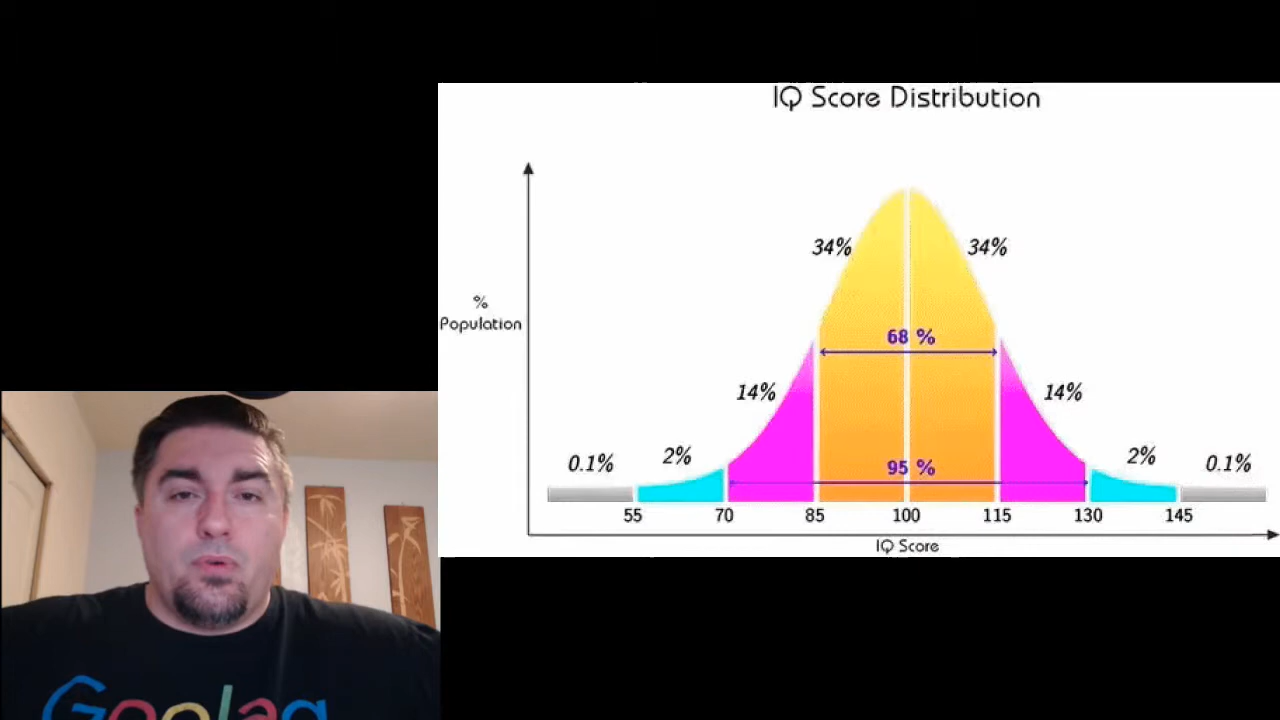 IQ Score Distribution
34%
34%
%
Population
68 %
14%
14%
95 %
0.1%
2%
2%
0.1%
55 70 85 100 115 130 145
IQ Score
Goolag